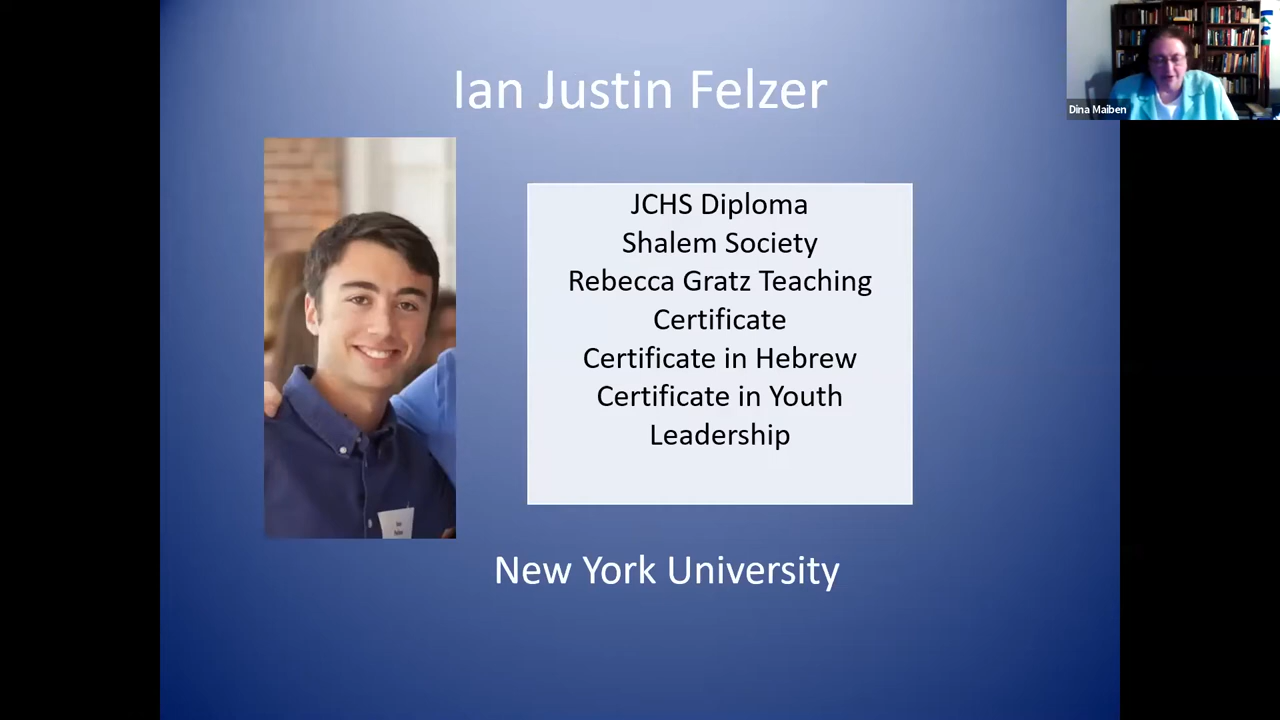 Ian Justin Felzer
Dina Maiben
JCHS Diploma
Shalem Society
Rebecca Gratz Teaching
Certificate
Certificate in Hebrew
Certificate in Youth
Leadership
New York University